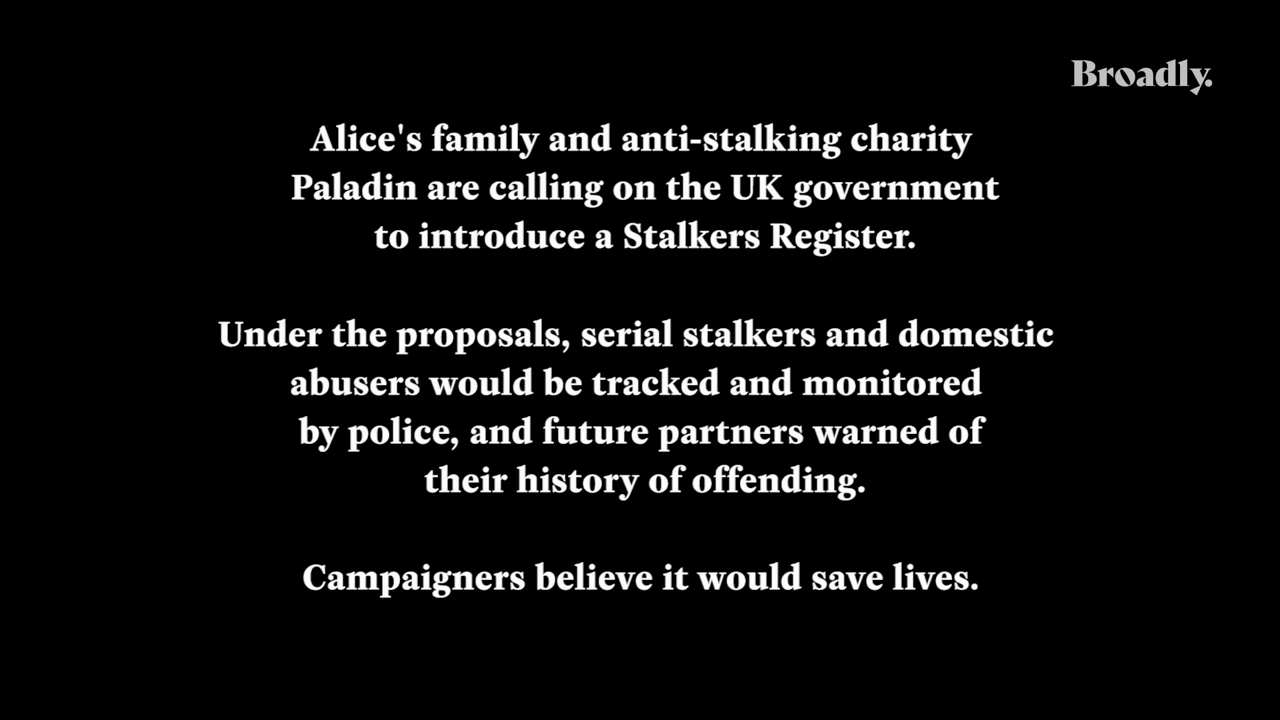 Broadly.
Alice's family and anti-stalking charity
Paladin are calling on the UK government
to introduce a Stalkers Register.
Under the proposals, serial stalkers and domestic
abusers would be tracked and monitored
by police, and future partners warned of
their history of offending.
Campaigners believe it would save lives.